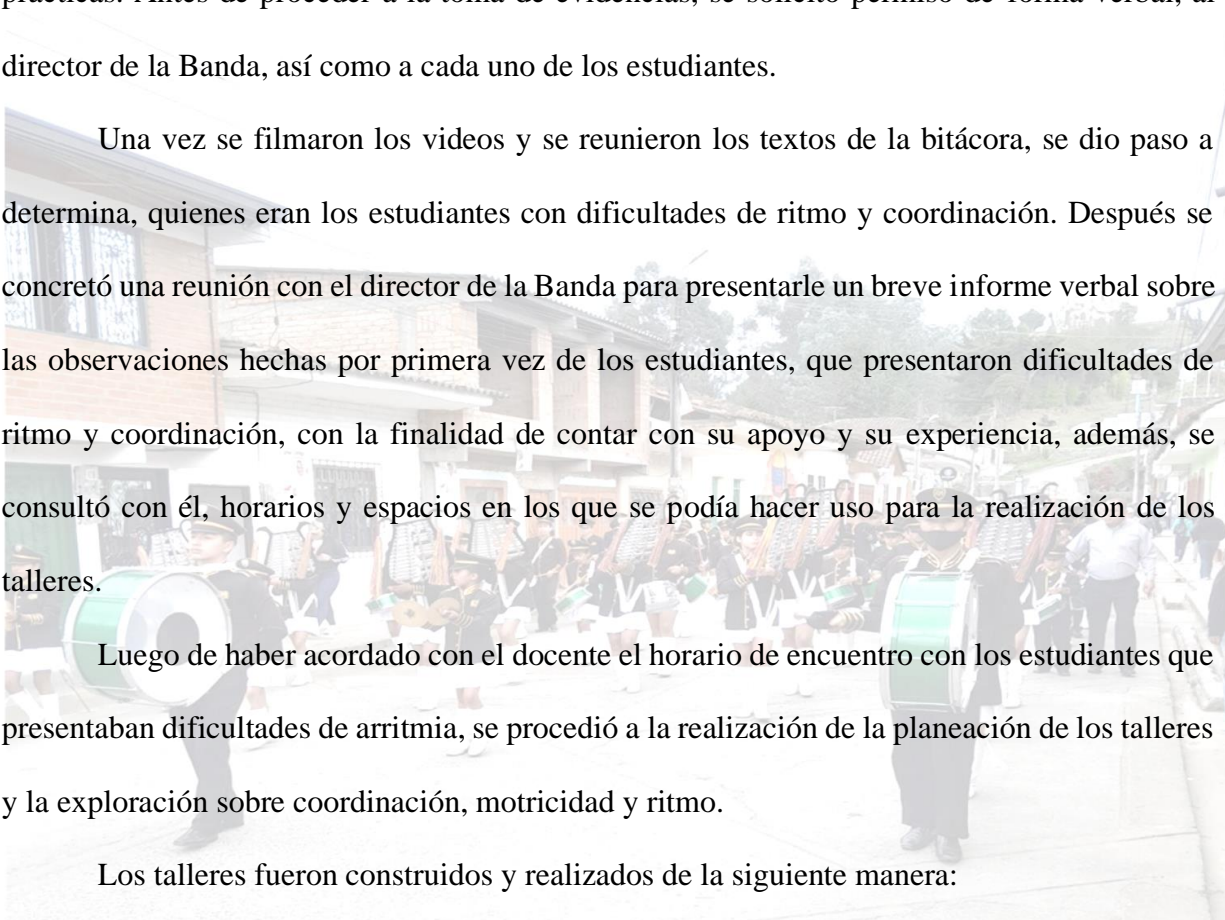 prácticas. Antes de proceder a la toma de evidencias, se solicitó permiso de forma verbal, al
director de la Banda, así como a cada uno de los estudiantes.
Una vez se filmaron los videos y se reunieron los textos de la bitácora, se dio paso a
determina, quienes eran los estudiantes con dificultades de ritmo y coordinación. Después se
concretó una reunión con el director de la Banda para presentarle un breve informe verbal sobre
las observaciones hechas por primera vez de los estudiantes, que presentaron dificultades de
ritmo y coordinación, con la finalidad de contar con su apoyo y su experiencia, además, se
consultó con él, horarios y espacios en los que se podía hacer uso para la realización de los
talleres.
Luego de haber acordado con el docente el horario de encuentro con los estudiantes que
presentaban dificultades de arritmia, se procedió a la realización de la planeación de los talleres
y la exploración sobre coordinación, motricidad y ritmo.
Los talleres fueron construidos y realizados de la siguiente manera: